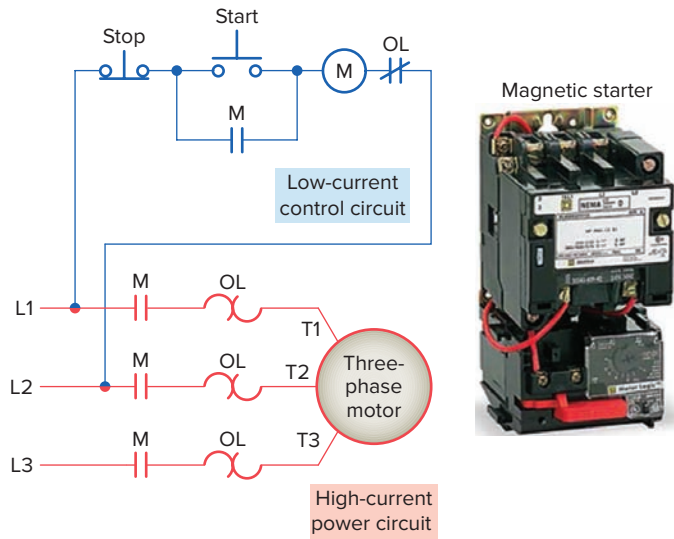 Start
Stop
OL
M
M
Magnetic starter
Low-current
control circuit
NEMA
M
OL
L1
T1
M
OL
Three-
phase
motor
L2
T2
M
OL
T3
L3
High-current
power circuit